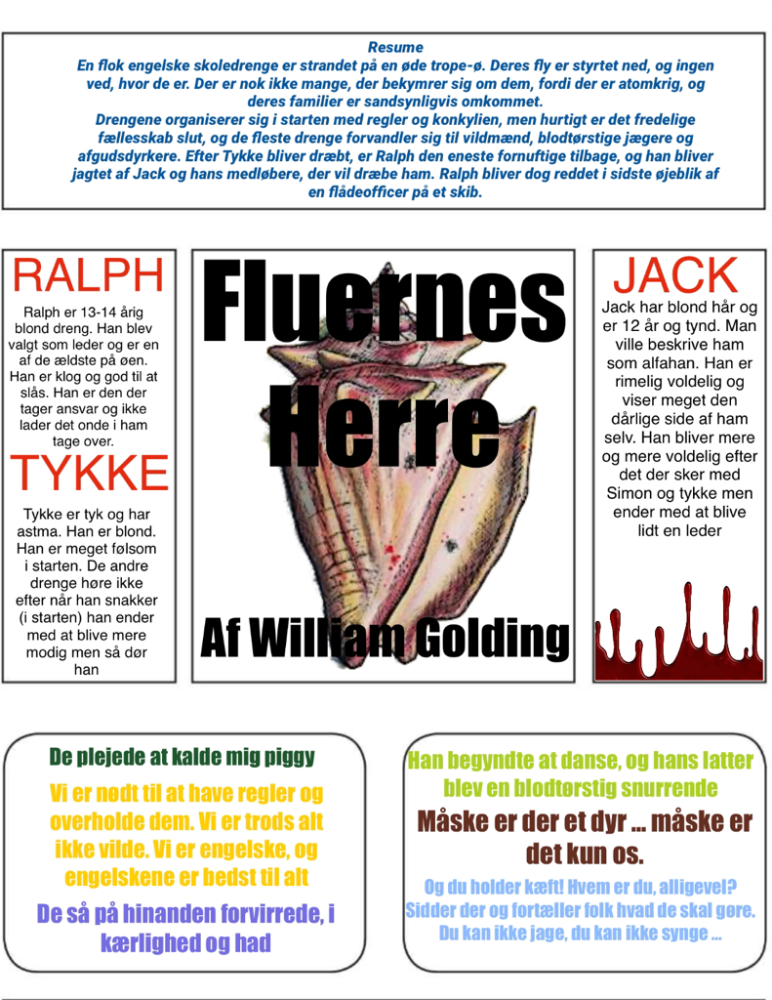 Resume
En flok engelske skoledrenge er strandet på en øde trope-ø. Deres fly er styrtet ned, og ingen
ved, hvor de er. Der er nok ikke mange, der bekymrer sig om dem, fordi der er atomkrig, og
deres familier er sandsynligvis omkommet.
Drengene organiserer sig i starten med regler og konkylien, men hurtigt er det fredelige
fællesskab slut, og de fleste drenge forvandler sig til vildmænd, blodtørstige jægere og
afgudsdyrkere. Efter Tykke bliver dræbt, er Ralph den eneste fornuftige tilbage, og han bliver
jagtet af Jack og hans medløbere, der vil dræbe ham. Ralph bliver dog reddet i sidste øjeblik af
en flådeofficer på et skib.
RALPH
Ralph er 13-14 årig
blond dreng. Han blev
valgt som leder og er en
af de ældste på øen.
Han er klog og god til at
slås. Han er den der
tager ansvar og ikke
lader det onde i ham
tage over.
TYKKE
Tykke er tyk og har
astma. Han er blond.
Han er meget følsom
i starten. De andre
drenge høre ikke
efter når han snakker
(i starten) han ender
med at blive mere
modig men så dør
han
Fluernes
Herre
Af William Golding
JACK
Jack har blond hår og
er 12 år og tynd. Man
ville beskrive ham
som alfahan. Han er
rimelig voldelig og
viser meget den
dårlige side af ham
selv. Han bliver mere
og mere voldelig efter
det der sker med
Simon og tykke men
ender med at blive
lidt en leder
De plejede at kalde mig piggy
Vi er nødt til at have regler og
overholde dem. Vi er trods alt
ikke vilde. Vi er engelske, og
engelskene er bedst til alt
De så på hinanden forvirrede, i
kærlighed og had
Han begyndte at danse, og hans latter
blev en blodtørstig snurrende
Måske er der et dyr ... måske er
det kun os.
Og du holder kæft! Hvem er du, alligevel?
Sidder der og fortæller folk hvad de skal gøre.
Du kan ikke jage, du kan ikke synge ...